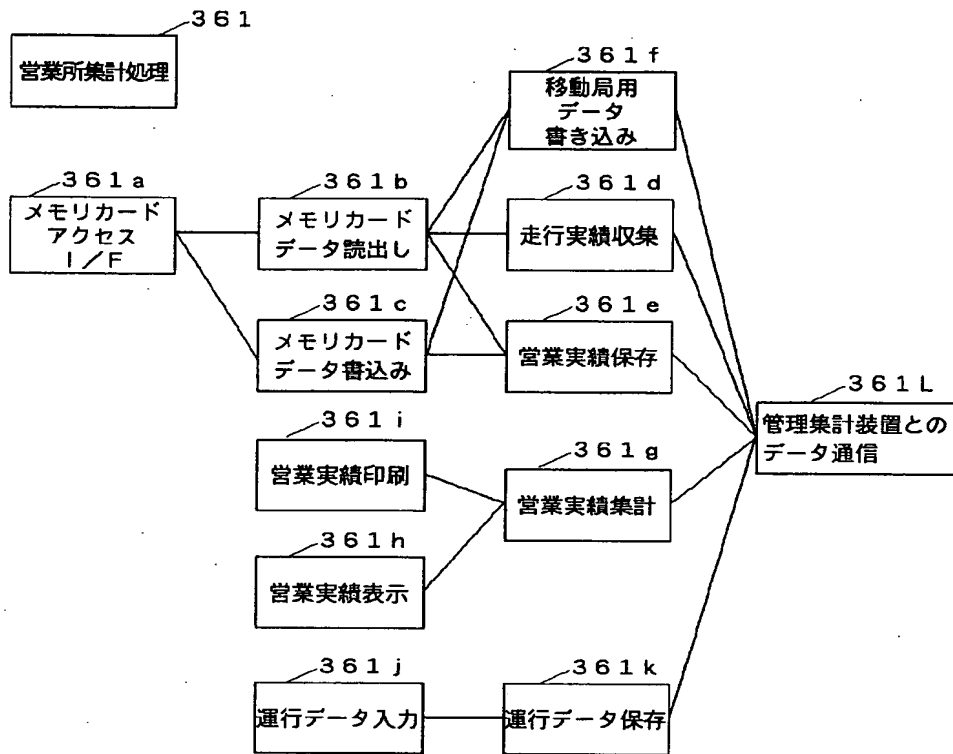 ３６１
営業所集計処理
３６１ｆ
移動局用
データ
書き込み
３６１ａ
メモリカード
アクセス
Ｉ／Ｆ
３６１ｂ
メモリカード
データ読出し
３６１ｄ
走行実績収集
３６１ｃ
メモリカード
データ書込み
３６１ｅ
営業実績保存
３６１Ｌ
管理集計装置との
データ通信
３６１ｉ
営業実績印刷
３６１ｇ
営業実績集計
３６１ｈ
営業実績表示
３６１ｊ
運行データ入力
３６１ｋ
運行データ保存